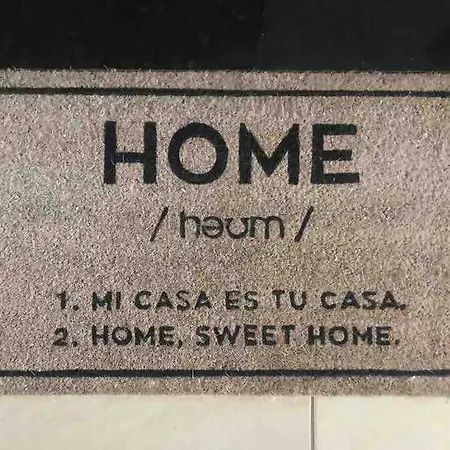 HOME
/həʊm/
1. MI CASA ES TU CASA.
2. HOME, SWEET HOME.